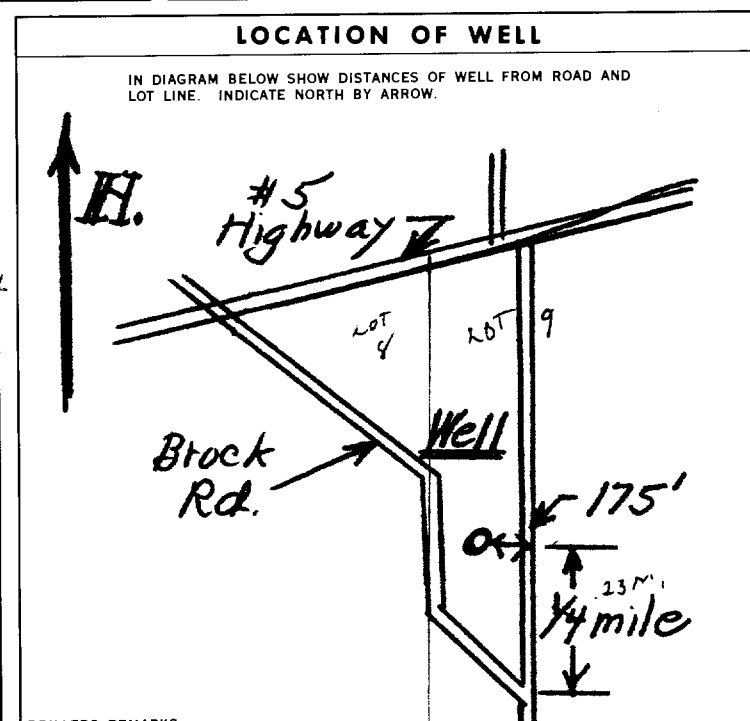 LOCATION OF WELL
IN DIAGRAM BELOW SHOW DISTANCES OF WELL FROM ROAD AND
LOT LINE. INDICATE NORTH BY ARROW.
N.
#5
Highway
LOT
8
LOT 9
Well
Brock
Rd.
175'
.23 M.
1/4 mile
REMARKS